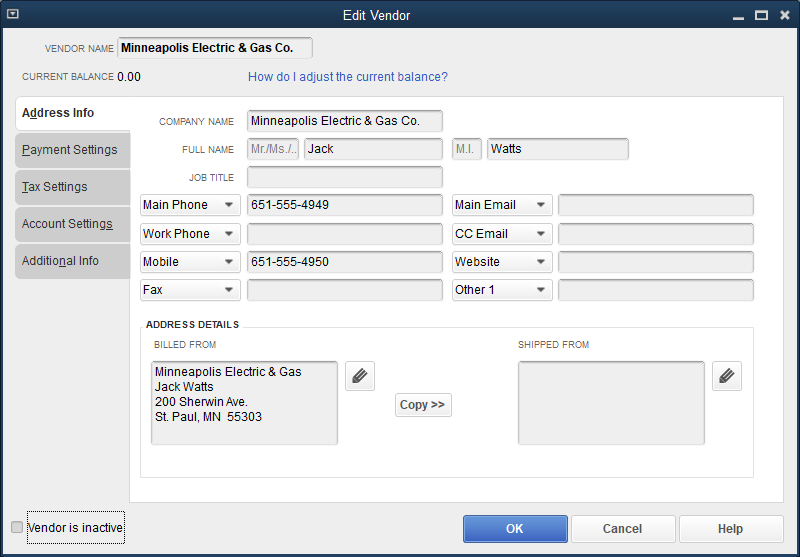 Edit Vendor
VENDOR NAME Minneapolis Electric & Gas Co.
CURRENT BALANCE 0.00 How do I adjust the current balance?
Address Info
Payment Settings
Tax Settings
Account Settings
Additional Info
COMPANY NAME Minneapolis Electric & Gas Co.
FULL NAME Mr./Ms./.. Jack M.I. Watts
JOB TITLE
Main Phone 651-555-4949 Main Email
Work Phone CC Email
Mobile 651-555-4950 Website
Fax Other 1
ADDRESS DETAILS
BILLED FROM
Minneapolis Electric & Gas
Jack Watts
200 Sherwin Ave.
St. Paul, MN 55303
Copy >>
SHIPPED FROM
Vendor is inactive
OK Cancel Help